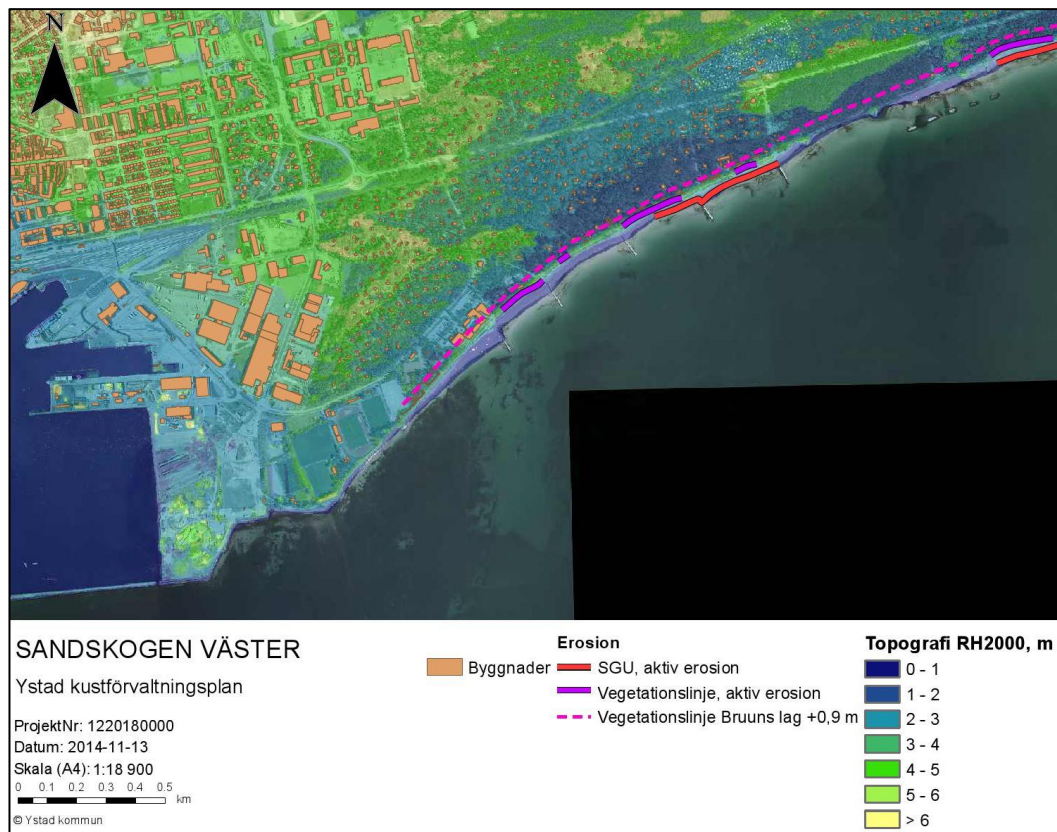 N
SANDSKOGEN VÄSTER
Ystad kustförvaltningsplan
ProjektNr: 1220180000
Datum: 2014-11-13
Skala (A4): 1:18 900
0 0.1 0.2 0.3 0.4 0.5
km
© Ystad kommun
Byggnader
Erosion
SGU, aktiv erosion
Vegetationslinje, aktiv erosion
Vegetationslinje Bruuns lag +0,9 m
Topografi RH2000, m
0 - 1
1 - 2
2 - 3
3 - 4
4 - 5
5 - 6
> 6